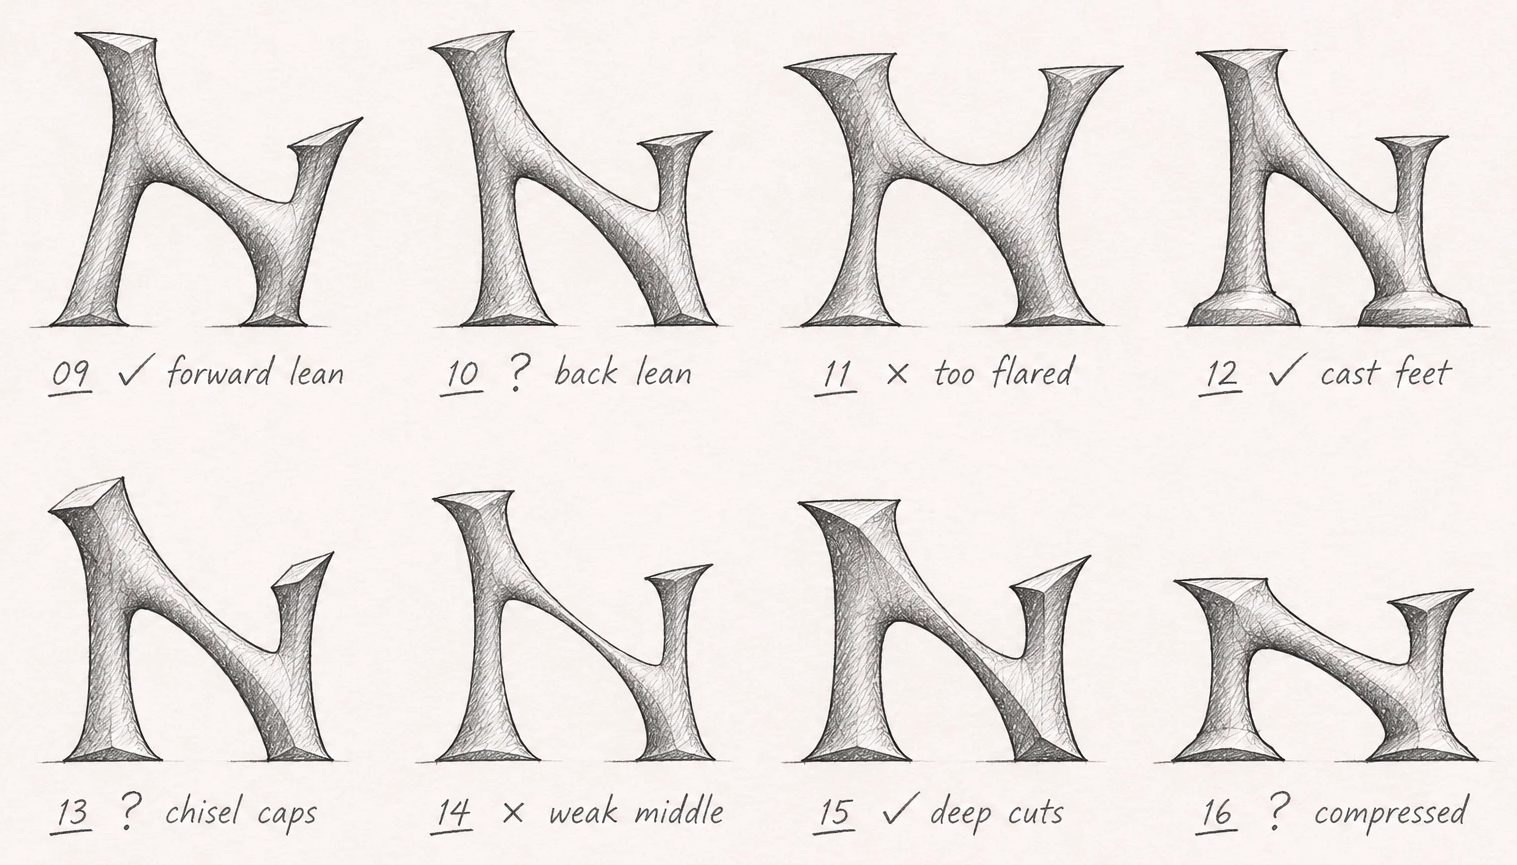 09 ✓ forward lean
10 ? back lean
11 × too flared
12 ✓ cast feet
13 ? chisel caps
14 × weak middle
15 ✓ deep cuts
16 ? compressed